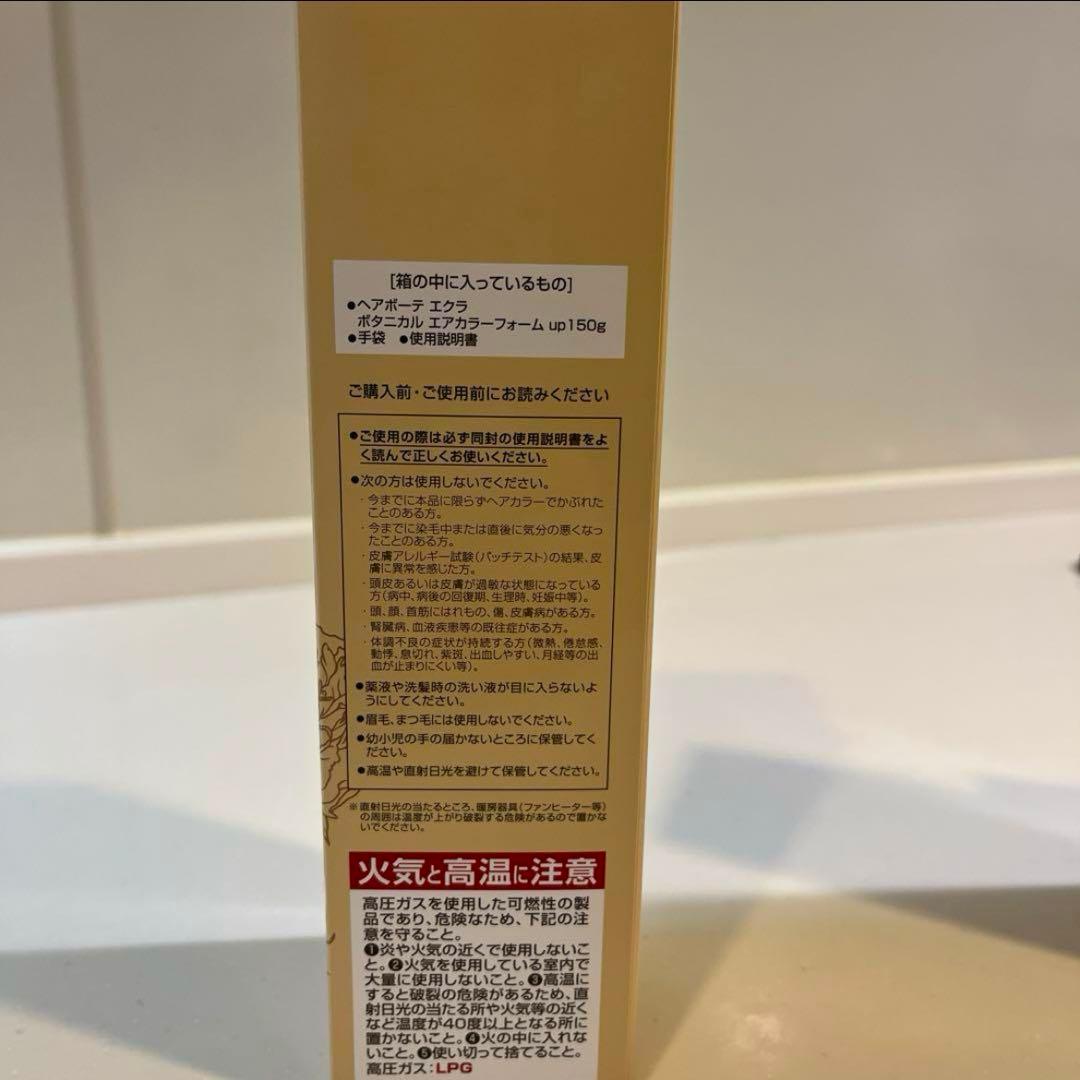 [箱の中に入っているもの]
●ヘアボーテ エクラ
ボタニカル エアカラーフォーム up150g
●手袋 ●使用説明書
ご購入前・ご使用前にお読みください
●ご使用の際は必ず同封の使用説明書をよ
く読んで正しくお使いください。
●次の方は使用しないでください。
・今までに本品に限らずヘアカラーでかぶれた
ことのある方。
・今までに染毛中または直後に気分の悪くなっ
たことのある方。
・皮膚アレルギー試験(パッチテスト)の結果、皮
膚に異常を感じた方。
・頭皮あるいは皮膚が過敏な状態になっている
方(病中、病後の回復期、生理時、妊娠中等)。
・頭、顔、首筋にはれもの、傷、皮膚病がある方。
・腎臓病、血液疾患等の既往症がある方。
・体調不良の症状が持続する方(微熱、倦怠感、
動悸、息切れ、紫斑、出血しやすい、月経等の出
血が止まりにくい等)。
●薬液や洗髪時の洗い液が目に入らないよ
うにしてください。
●眉毛、まつ毛には使用しないでください。
●幼小児の手の届かないところに保管してく
ださい。
●高温や直射日光を避けて保管してください。
※直射日光の当たるところ、暖房器具(ファンヒーター等)
の周囲は温度が上がり破裂する危険があるので置かな
いでください。
火気と高温に注意
高圧ガスを使用した可燃性の製
品であり、危険なため、下記の注
意を守ること。
❶炎や火気の近くで使用しないこ
と。❷火気を使用している室内で
大量に使用しないこと。❸高温に
すると破裂の危険があるため、直
射日光の当たる所や火気等の近く
など温度が40度以上となる所に
置かないこと。❹火の中に入れな
いこと。❺使い切って捨てること。
高圧ガス:LPG